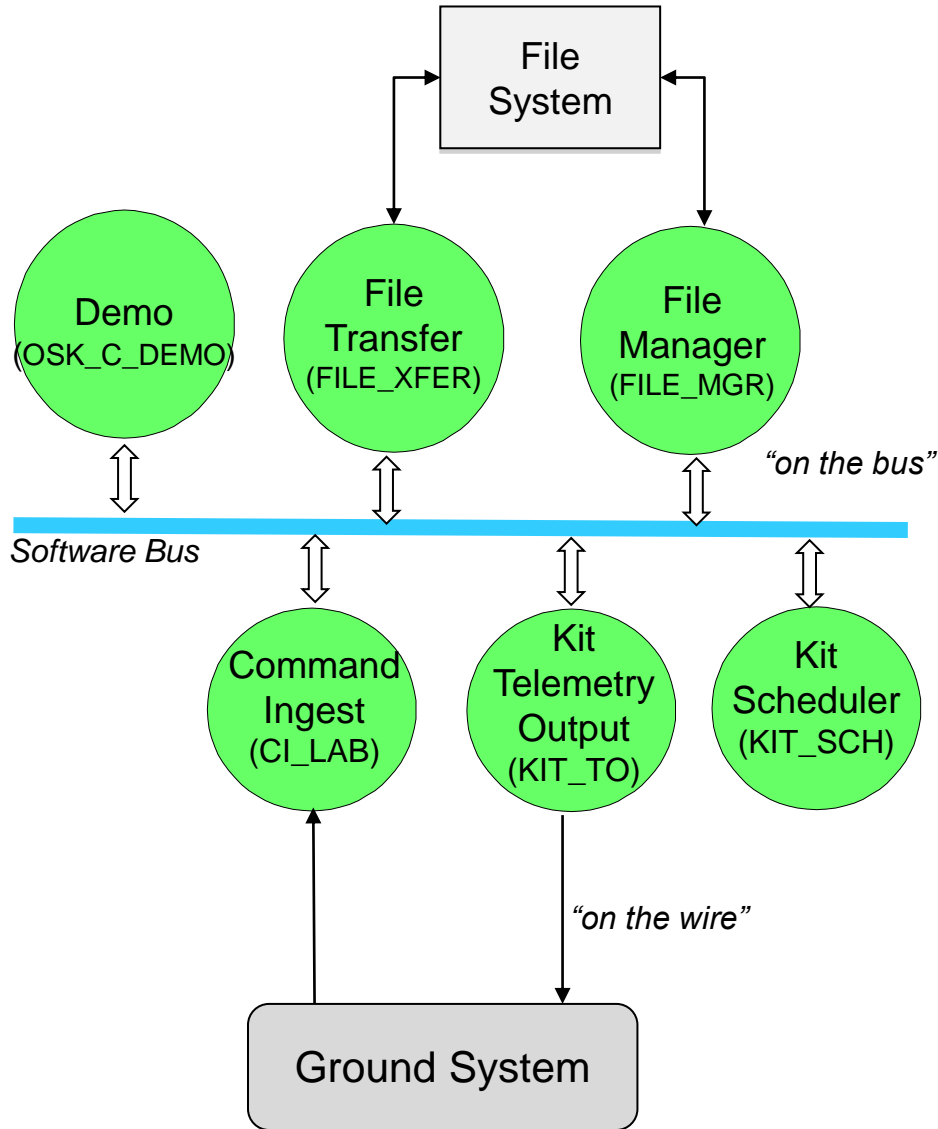 File
System
Demo
(OSK_C_DEMO)
File
Transfer
(FILE_XFER)
File
Manager
(FILE_MGR)
“on the bus”
Software Bus
Command
Ingest
(CI_LAB)
Kit
Telemetry
Output
(KIT_TO)
Kit
Scheduler
(KIT_SCH)
“on the wire”
Ground System